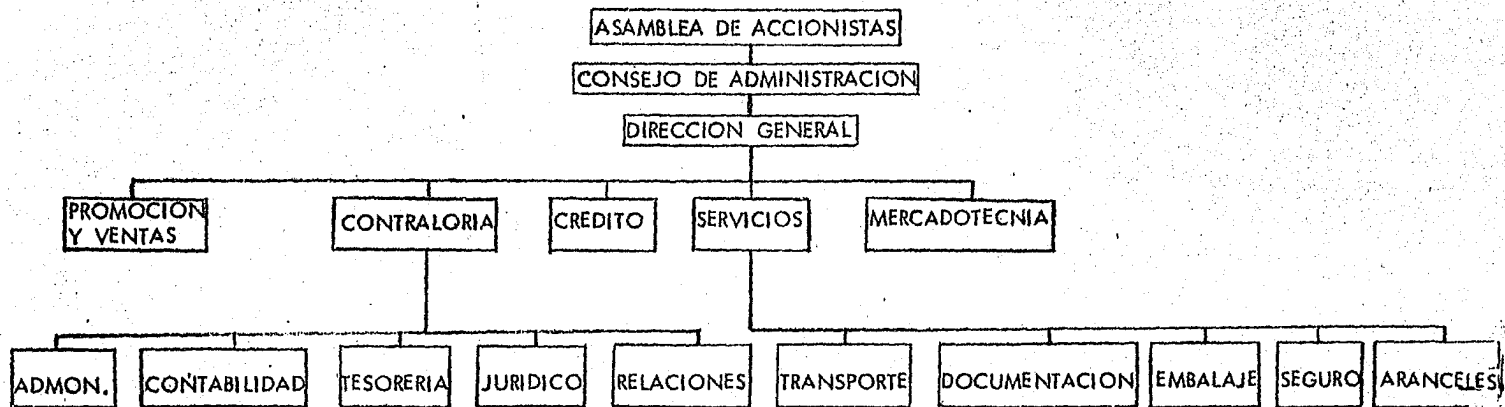 ASAMBLEA DE ACCIONISTAS
CONSEJO DE ADMINISTRACION
DIRECCION GENERAL
PROMOCION
Y VENTAS
CONTRALORIA
CREDITO
SERVICIOS
MERCADOTECNIA
ADMON.
CONTABILIDAD
TESORERIA
JURIDICO
RELACIONES
TRANSPORTE
DOCUMENTACION
EMBALAJE
SEGURO
ARANCELES